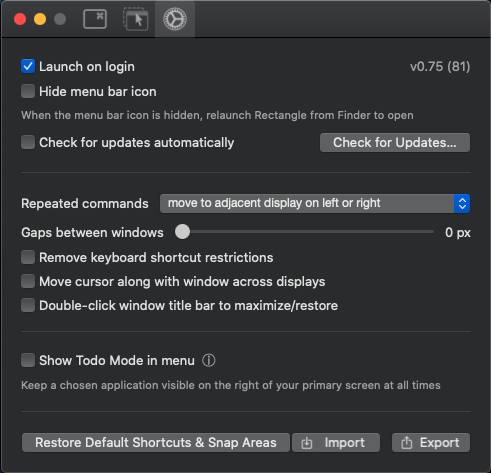 Launch on login v0.75 (81)
Hide menu bar icon
When the menu bar icon is hidden, relaunch Rectangle from Finder to open
Check for updates automatically Check for Updates...
Repeated commands move to adjacent display on left or right
Gaps between windows 0 px
Remove keyboard shortcut restrictions
Move cursor along with window across displays
Double-click window title bar to maximize/restore
Show Todo Mode in menu ⓘ
Keep a chosen application visible on the right of your primary screen at all times
Restore Default Shortcuts & Snap Areas Import Export